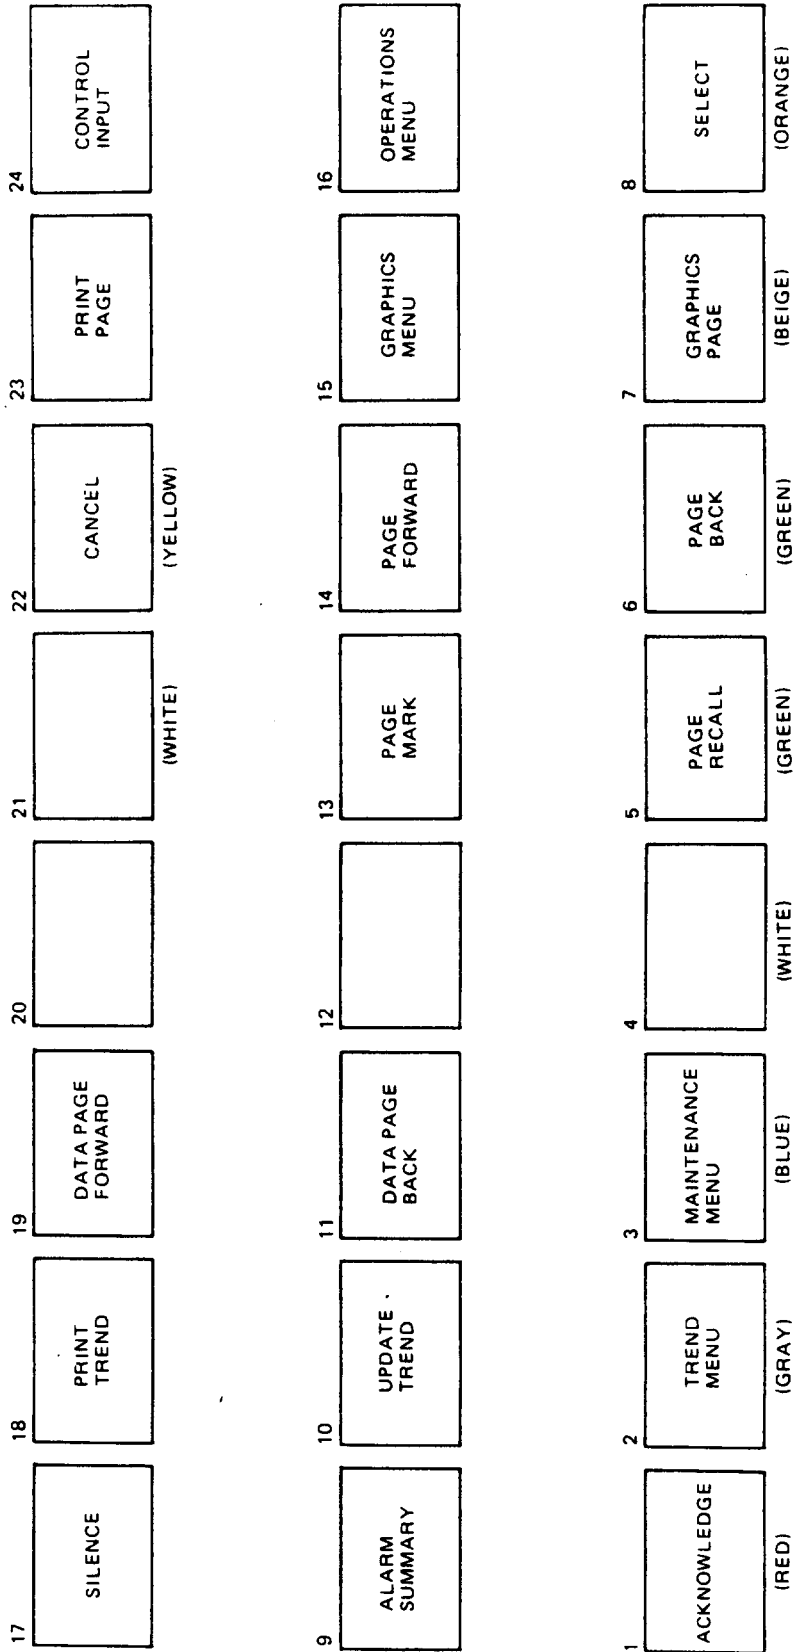 17
SILENCE
18
PRINT
TREND
19
DATA PAGE
FORWARD
20
21
(WHITE)
22
CANCEL
(YELLOW)
23
PRINT
PAGE
24
CONTROL
INPUT
9
ALARM
SUMMARY
10
UPDATE
TREND
11
DATA PAGE
BACK
12
13
PAGE
MARK
14
PAGE
FORWARD
15
GRAPHICS
MENU
16
OPERATIONS
MENU
1
ACKNOWLEDGE
(RED)
2
TREND
MENU
(GRAY)
3
MAINTENANCE
MENU
(BLUE)
4
(WHITE)
5
PAGE
RECALL
(GREEN)
6
PAGE
BACK
(GREEN)
7
GRAPHICS
PAGE
(BEIGE)
8
SELECT
(ORANGE)